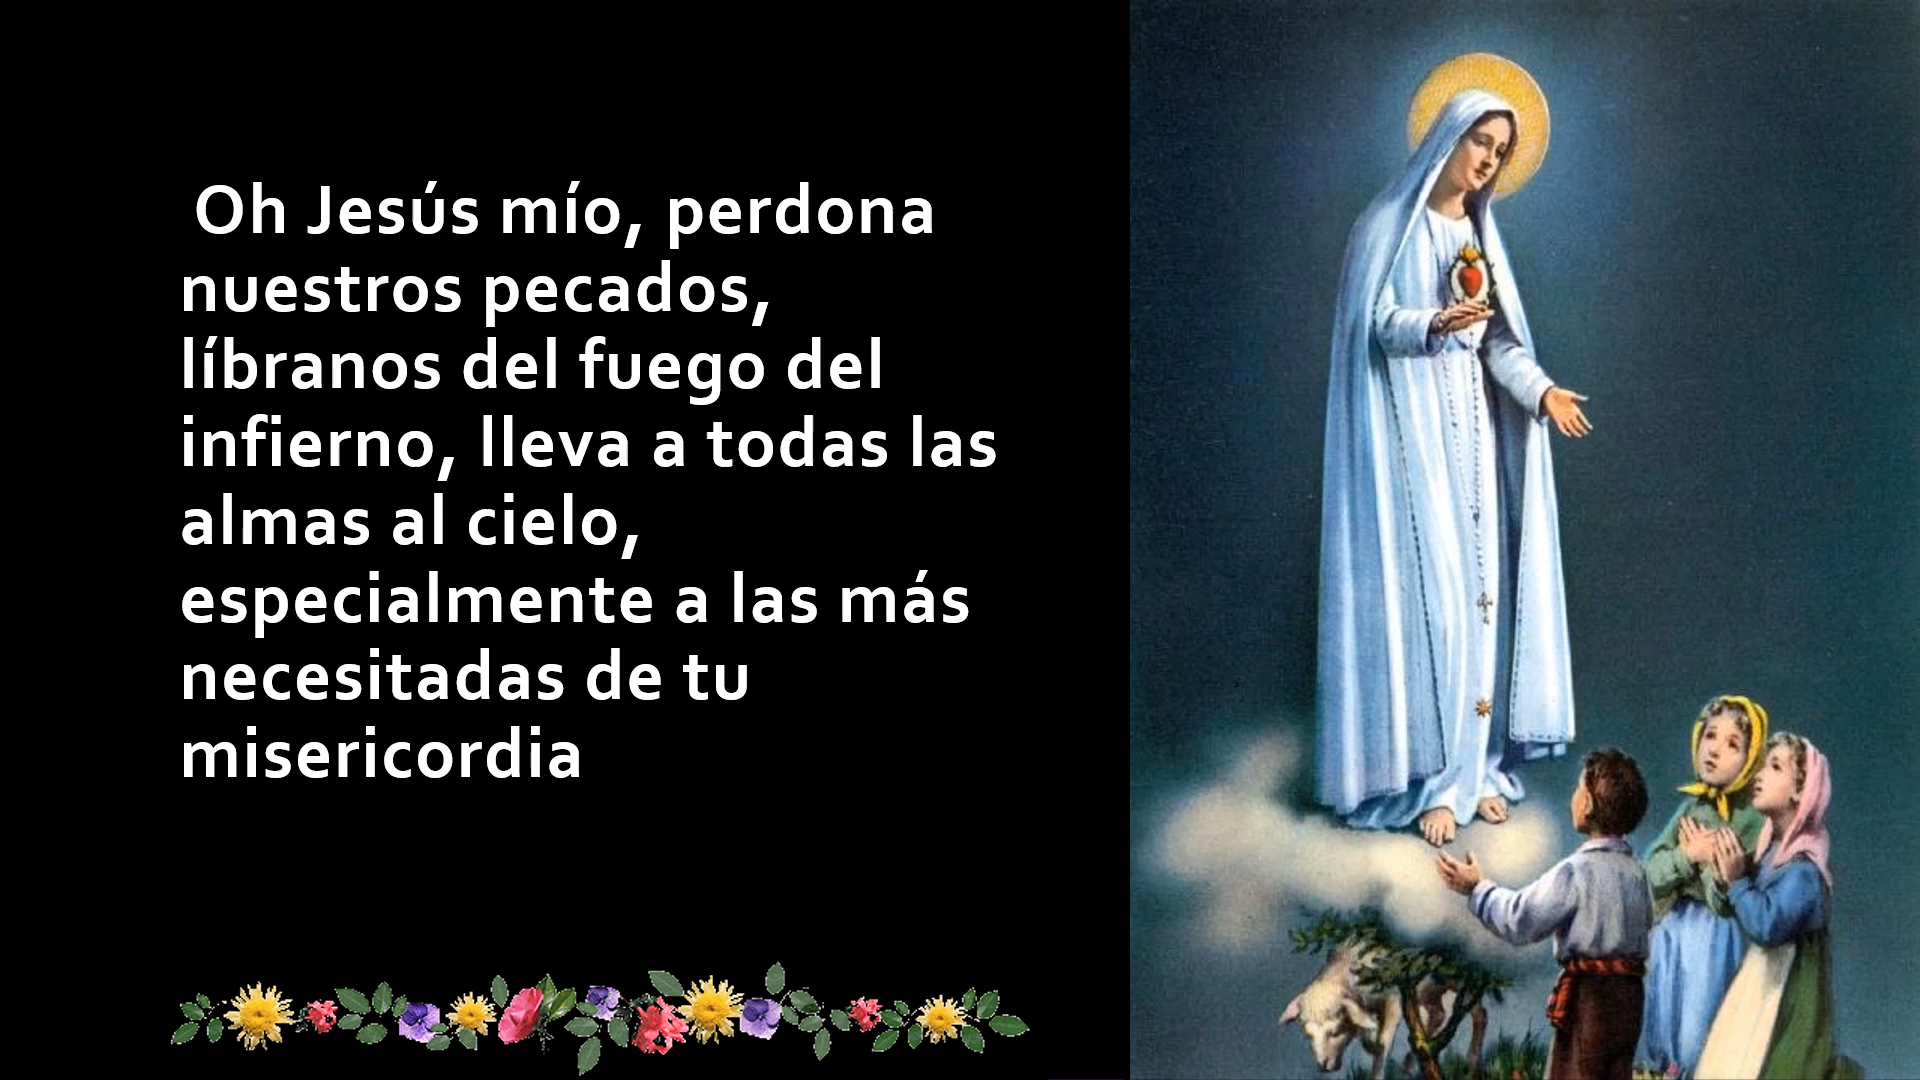 Oh Jesús mío, perdona
nuestros pecados,
líbranos del fuego del
infierno, lleva a todas las
almas al cielo,
especialmente a las más
necesitadas de tu
misericordia